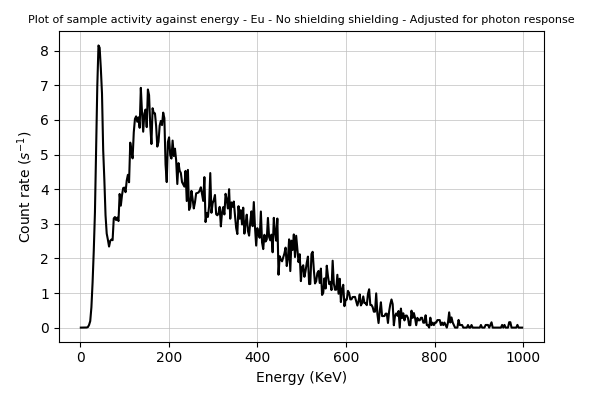 Plot of sample activity against energy - Eu - No shielding shielding - Adjusted for photon response
8
7
6
5
4
3
2
1
0
Count rate (s⁻¹)
0 200 400 600 800 1000
Energy (KeV)